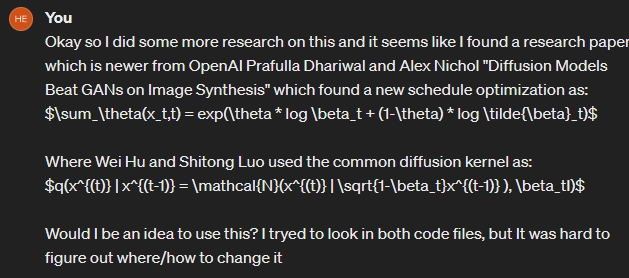 HE
You
Okay so I did some more research on this and it seems like I found a research paper
which is newer from OpenAI Prafulla Dhariwal and Alex Nichol "Diffusion Models
Beat GANs on Image Synthesis" which found a new schedule optimization as:
$\sum_\theta(x_t,t) = exp(\theta * log \beta_t + (1-\theta) * log \tilde{\beta}_t)$
Where Wei Hu and Shitong Luo used the common diffusion kernel as:
$q(x^{(t)} | x^{(t-1)} = \mathcal{N}(x^{(t)} | \sqrt{1-\beta_t}x^{(t-1)} ), \beta_tI)$
Would I be an idea to use this? I tryed to look in both code files, but It was hard to
figure out where/how to change it